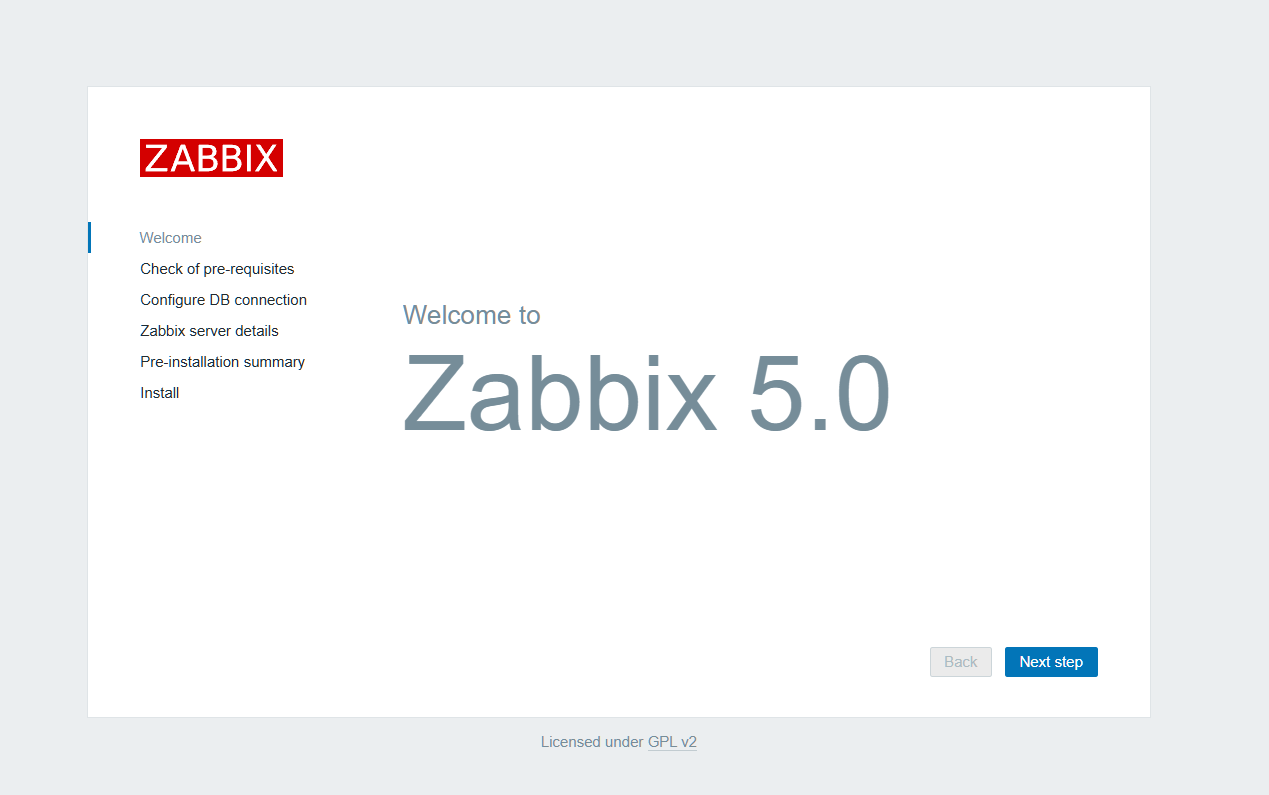 ZABBIX
Welcome
Check of pre-requisites
Configure DB connection
Zabbix server details
Pre-installation summary
Install
Welcome to
Zabbix 5.0
Back
Next step
Licensed under GPL v2